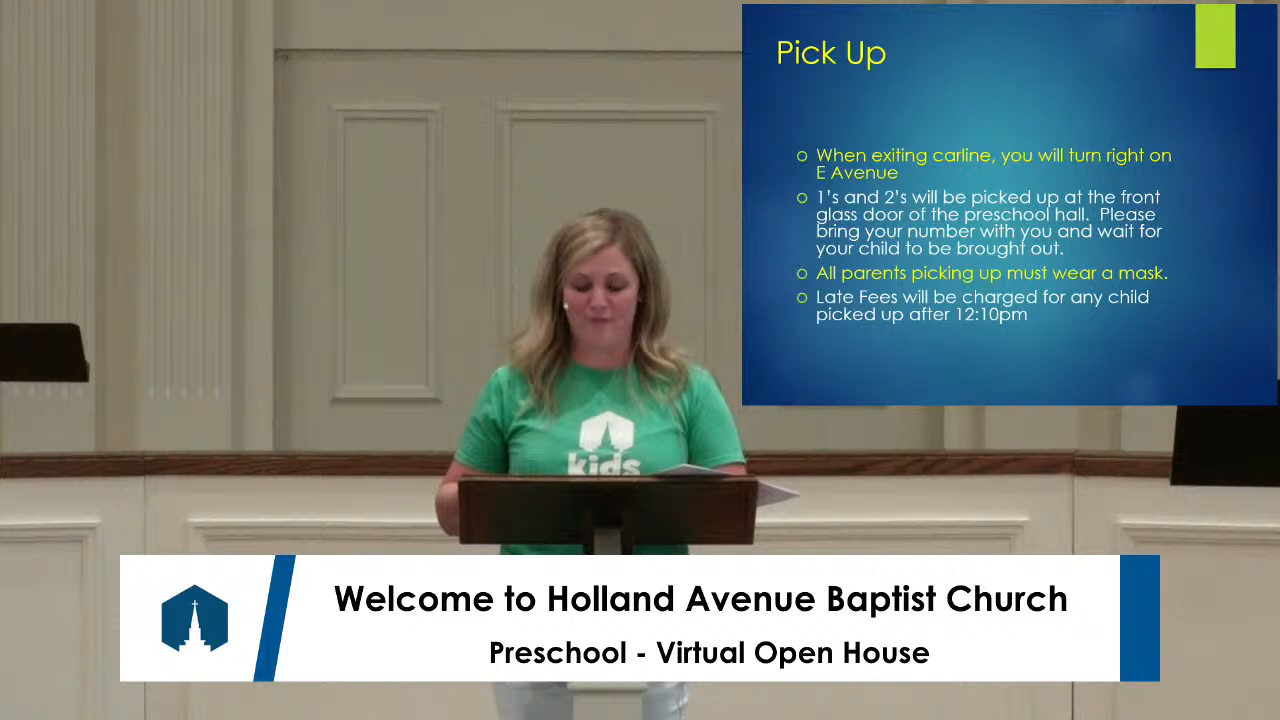 Pick Up
When exiting carline, you will turn right on
E Avenue
1's and 2's will be picked up at the front
glass door of the preschool hall.  Please
bring your number with you and wait for
your child to be brought out.
All parents picking up must wear a mask.
Late Fees will be charged for any child
picked up after 12:10pm
kids
Welcome to Holland Avenue Baptist Church
Preschool - Virtual Open House